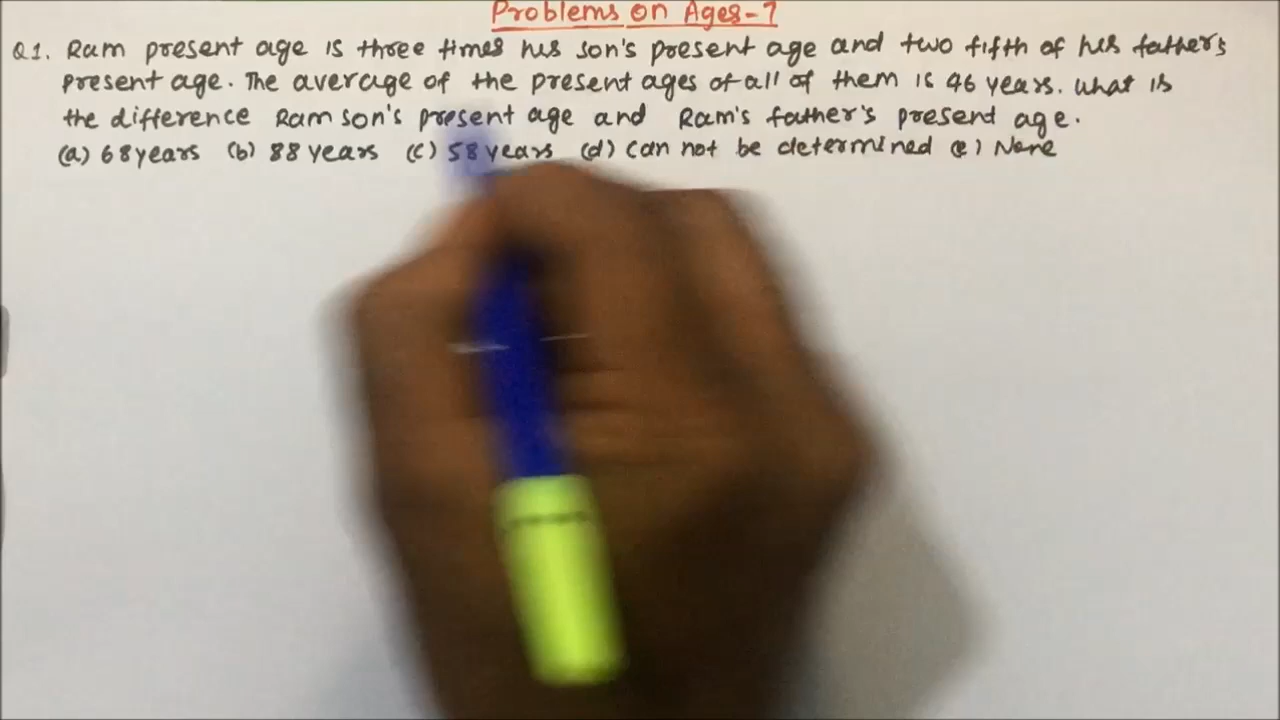 Problems on Ages-7
Q1. Ram present age is three times his son's present age and two fifth of his father's
present age. The average of the present ages of all of them is 46 years. what is
the difference Ram son's present age and Ram's father's present age.
(a) 68 years (b) 88 years (c) 58 years (d) can not be determined (e) None